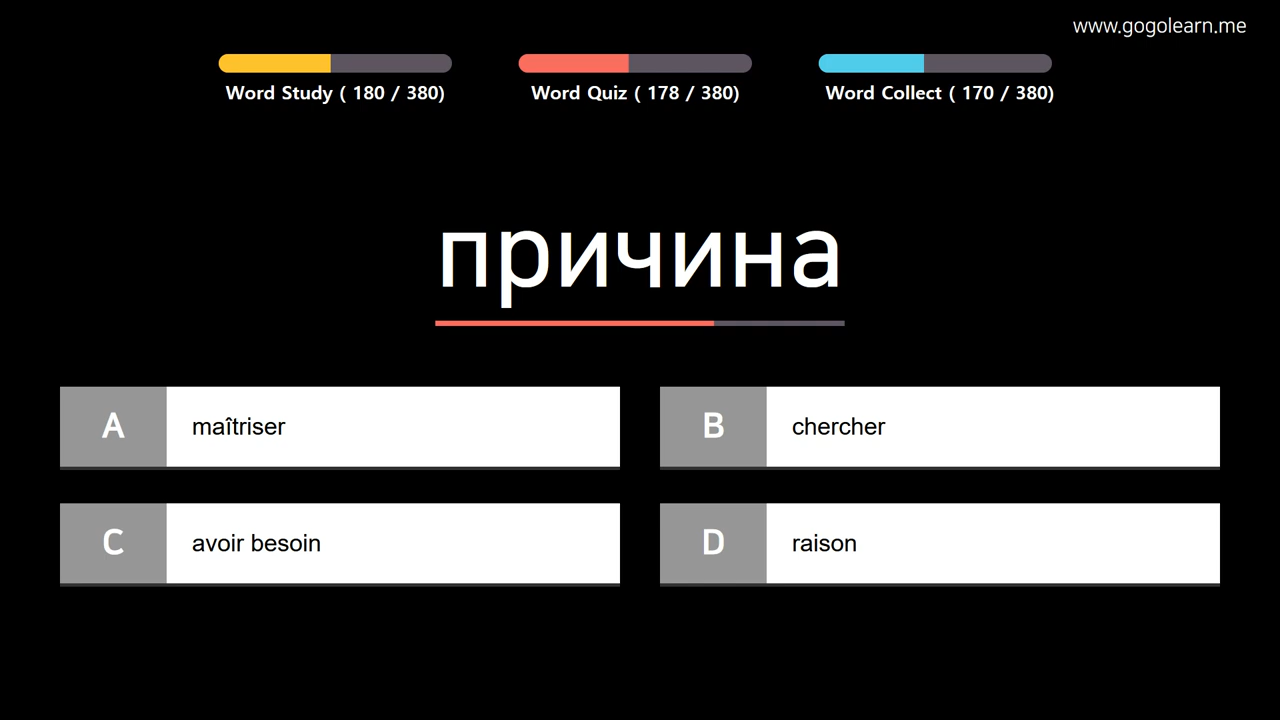 www.gogolearn.me
Word Study ( 180 / 380)
Word Quiz ( 178 / 380)
Word Collect ( 170 / 380)
причина
A maîtriser
B chercher
C avoir besoin
D raison